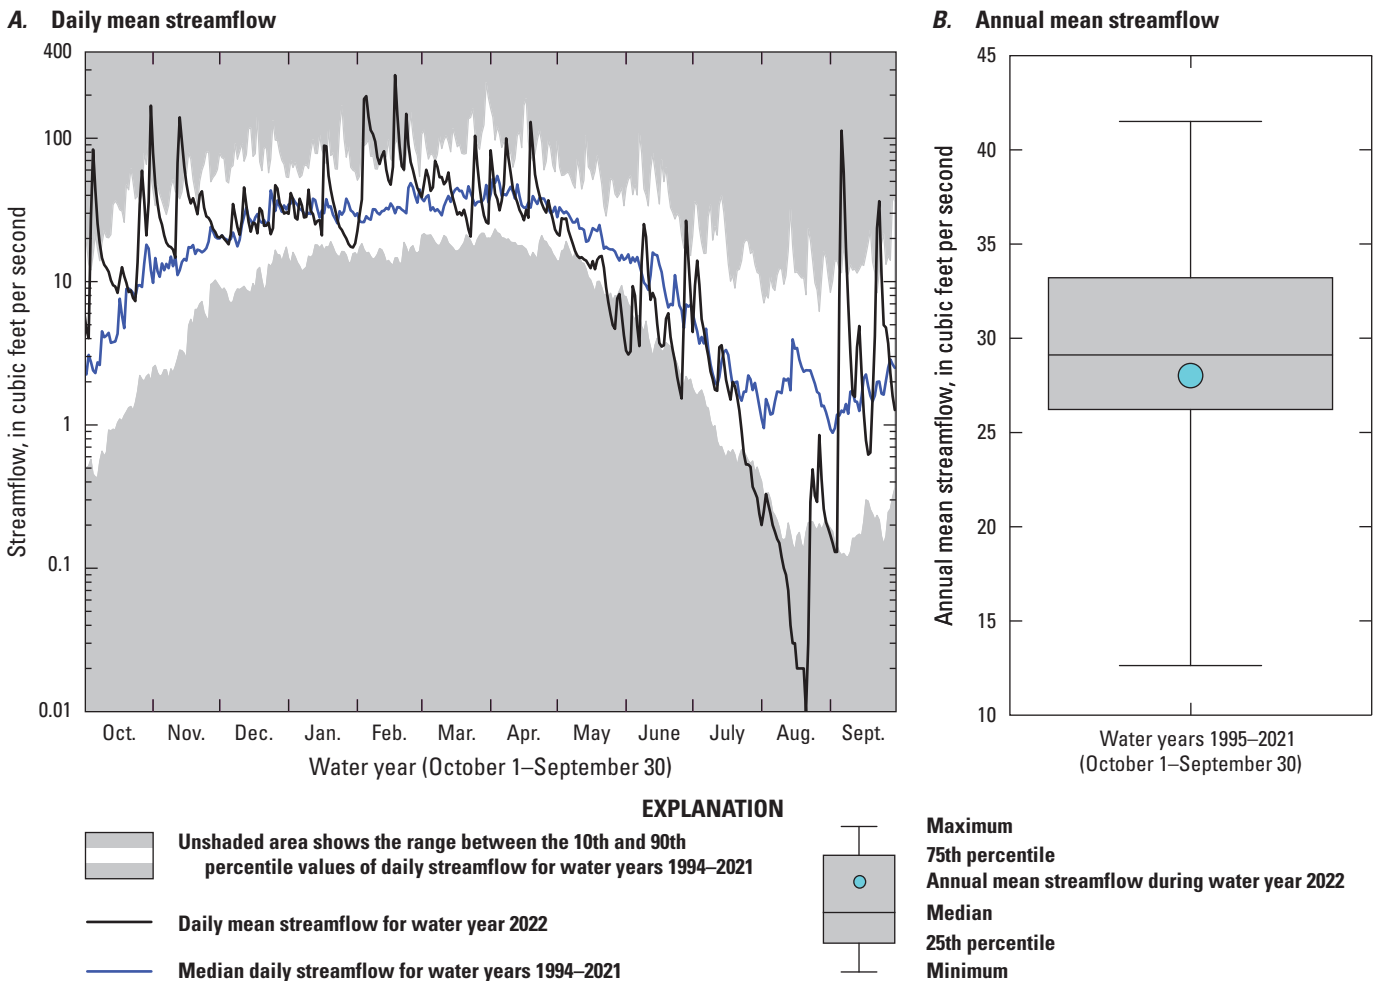 A. Daily mean streamflow
400
100
10
1
0.1
0.01
Streamflow, in cubic feet per second
Oct. Nov. Dec. Jan. Feb. Mar. Apr. May June July Aug. Sept.
Water year (October 1–September 30)
B. Annual mean streamflow
45
40
35
30
25
20
15
10
Annual mean streamflow, in cubic feet per second
Water years 1995–2021
(October 1–September 30)
EXPLANATION
Unshaded area shows the range between the 10th and 90th
percentile values of daily streamflow for water years 1994–2021
Daily mean streamflow for water year 2022
Median daily streamflow for water years 1994–2021
Maximum
75th percentile
Annual mean streamflow during water year 2022
Median
25th percentile
Minimum